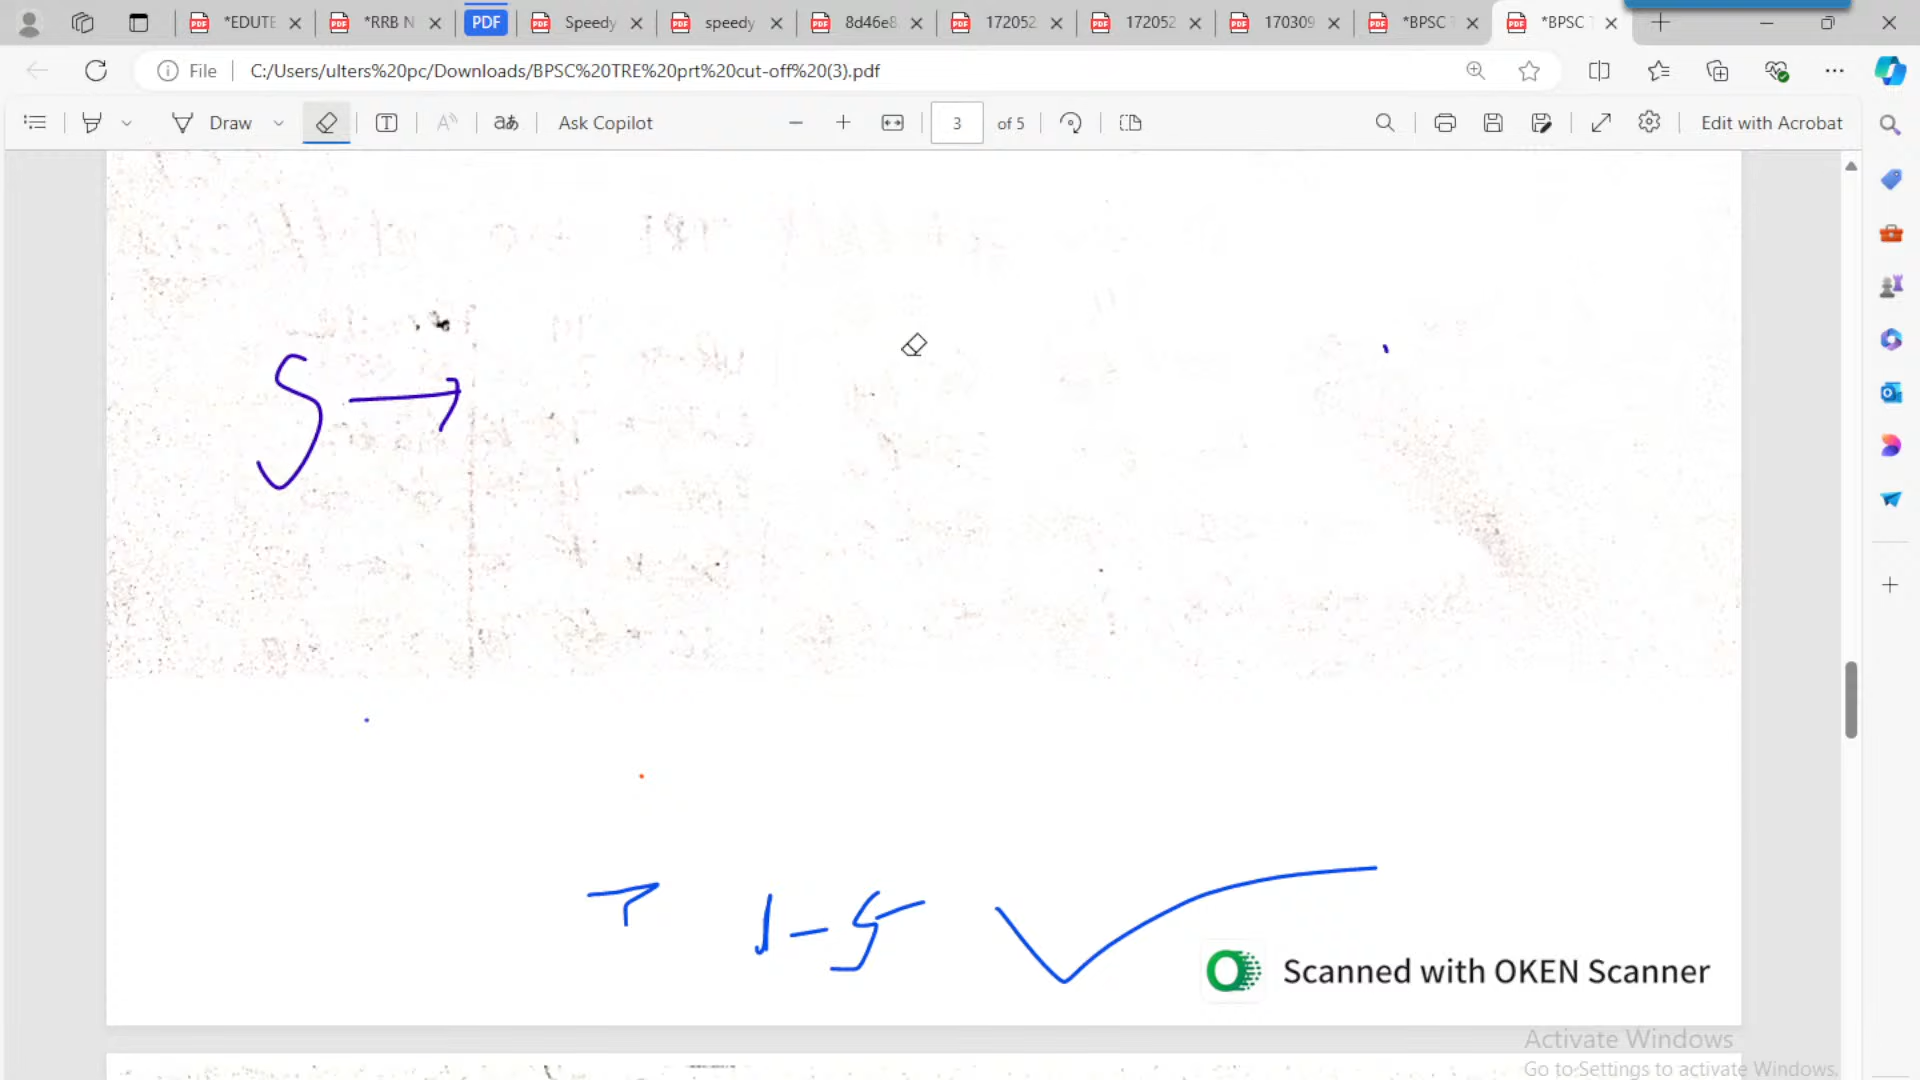 *EDUTE
*RRB N
PDF
Speedy
speedy
8d46e8
172052
172052
170309
*BPSC T
*BPSC T
File
C:/Users/ulters%20pc/Downloads/BPSC%20TRE%20prt%20cut-off%20(3).pdf
Draw
Ask Copilot
3
of 5
Edit with Acrobat
S →
1-5
Scanned with OKEN Scanner
Activate Windows
Go to Settings to activate Windows.